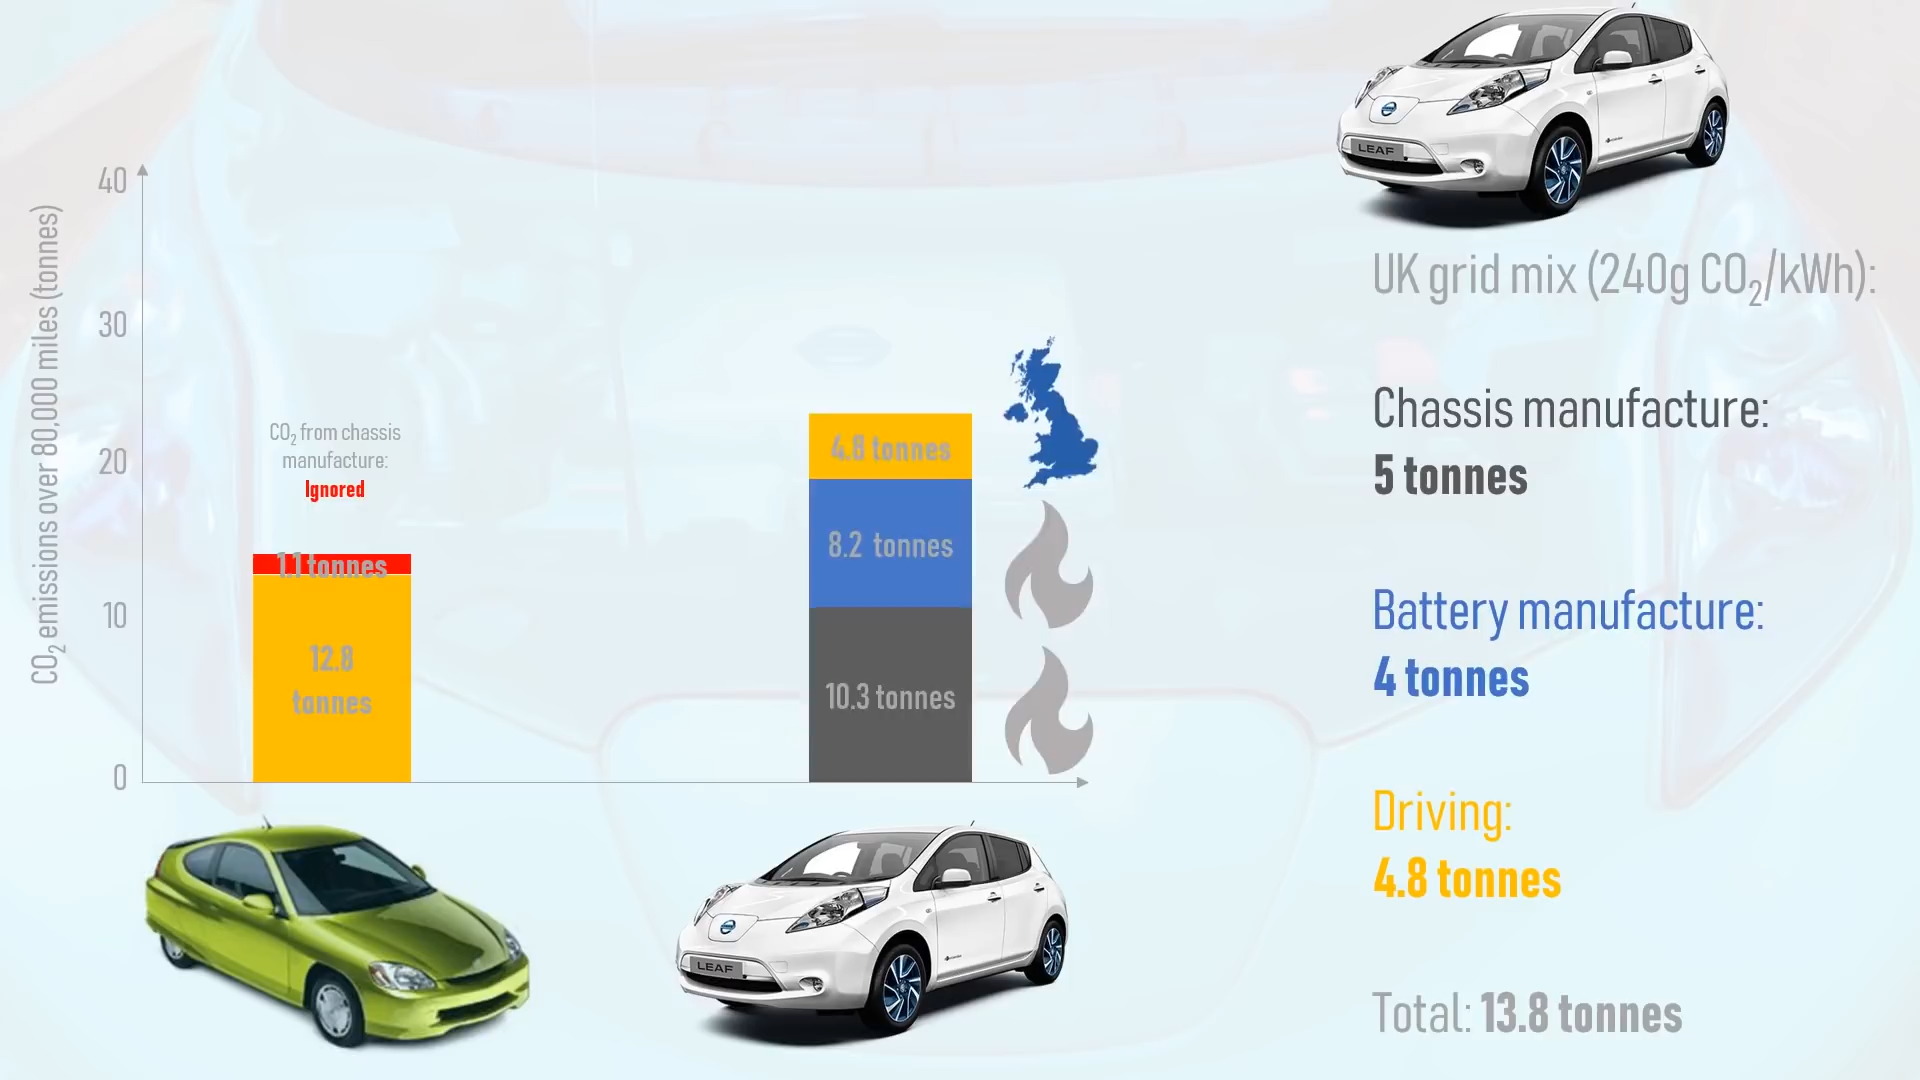 CO₂ emissions over 80,000 miles (tonnes)
40
30
20
10
0
CO₂ from chassis
manufacture:
Ignored
1.1 tonnes
12.8
tonnes
4.8 tonnes
8.2 tonnes
10.3 tonnes
LEAF
LEAF
UK grid mix (240g CO₂/kWh):
Chassis manufacture:
5 tonnes
Battery manufacture:
4 tonnes
Driving:
4.8 tonnes
Total: 13.8 tonnes